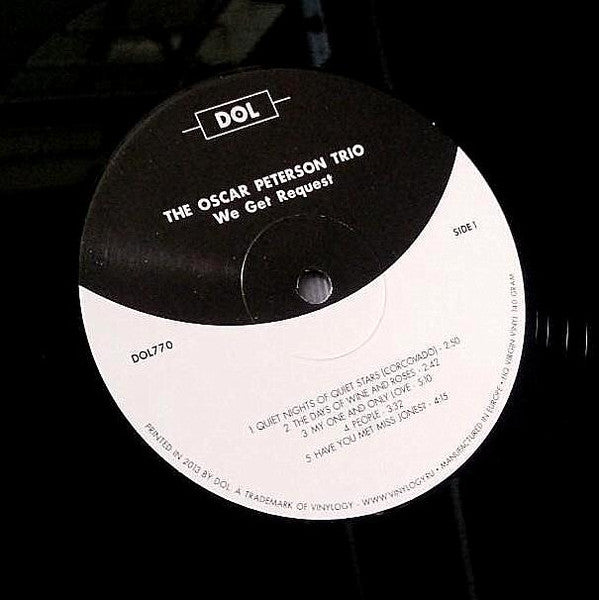 DOL
THE OSCAR PETERSON TRIO
We Get Request
SIDE 1
DOL770
1 QUIET NIGHTS OF QUIET STARS (CORCOVADO) - 2:50
2 THE DAYS OF WINE AND ROSES - 2:42
3 MY ONE AND ONLY LOVE - 5:10
4 PEOPLE - 3:32
5 HAVE YOU MET MISS JONES? - 4:15
PRINTED IN 2013 BY DOL. A TRADEMARK OF VINYLOGY - WWW.VINYLOGY.RU • MANUFACTURED IN EUROPE • HQ VIRGIN VINYL 140 GRAM